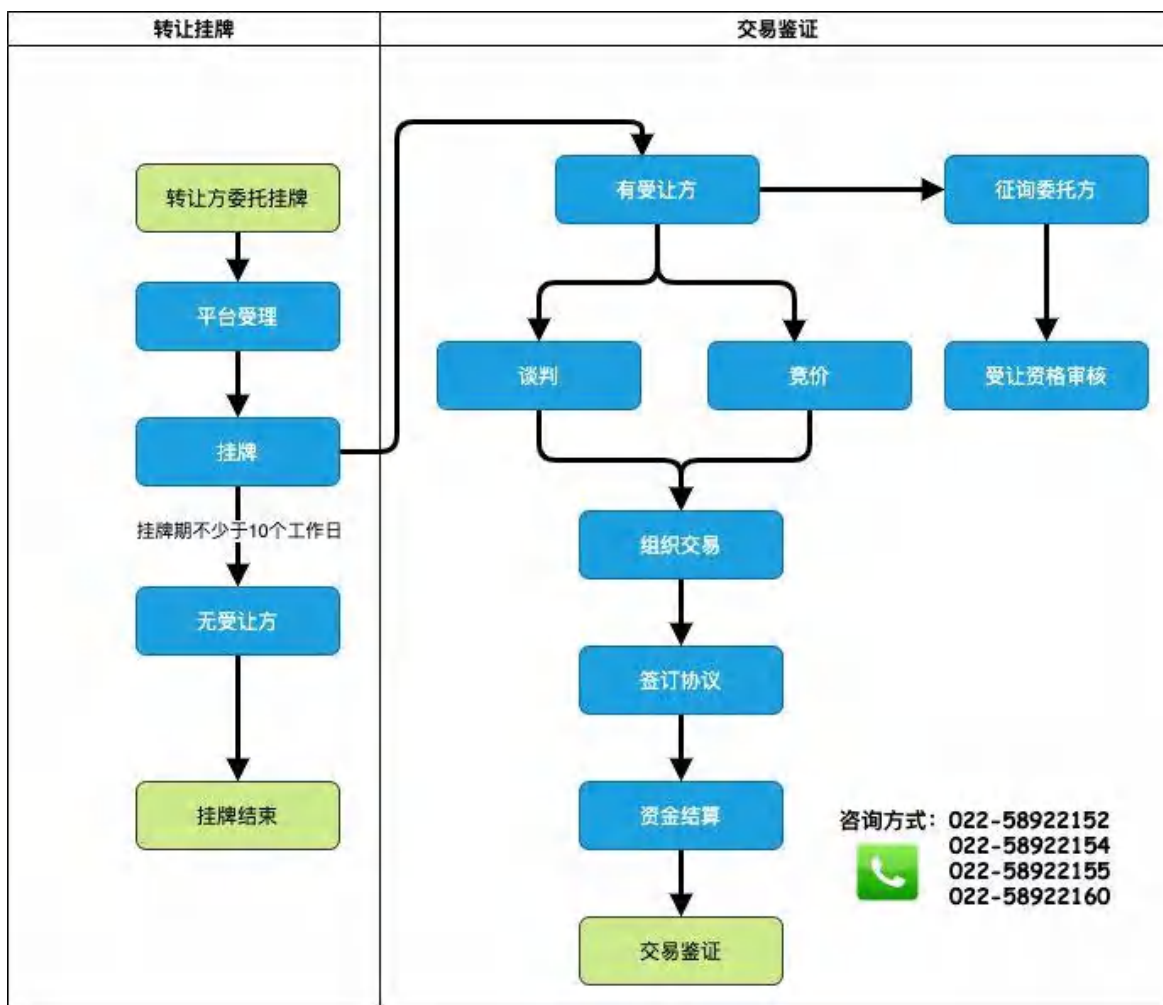 转让挂牌
交易鉴证
转让方委托挂牌
平台受理
挂牌
挂牌期不少于10个工作日
无受让方
挂牌结束
有受让方
征询委托方
谈判
竞价
受让资格审核
组织交易
签订协议
资金结算
交易鉴证
咨询方式：022-58922152
022-58922154
022-58922155
022-58922160